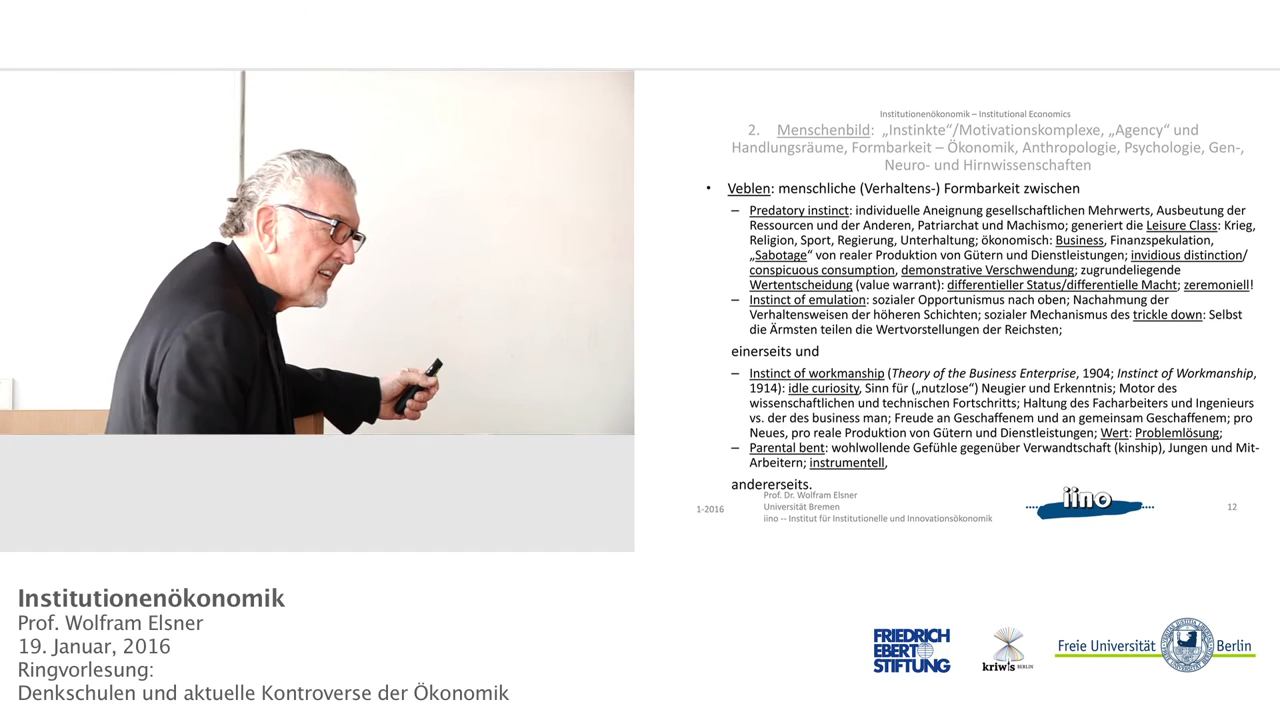 Institutionenökonomik – Institutional Economics
2. Menschenbild: „Instinkte“/Motivationskomplexe, „Agency“ und
Handlungsräume, Formbarkeit – Ökonomik, Anthropologie, Psychologie, Gen-,
Neuro- und Hirnwissenschaften
• Veblen: menschliche (Verhaltens-) Formbarkeit zwischen
– Predatory instinct: individuelle Aneignung gesellschaftlichen Mehrwerts, Ausbeutung der
Ressourcen und der Anderen, Patriarchat und Machismo; generiert die Leisure Class: Krieg,
Religion, Sport, Regierung, Unterhaltung; ökonomisch: Business, Finanzspekulation,
„Sabotage“ von realer Produktion von Gütern und Dienstleistungen; invidious distinction/
conspicuous consumption, demonstrative Verschwendung; zugrundeliegende
Wertentscheidung (value warrant): differentieller Status/differentielle Macht; zeremoniell!
– Instinct of emulation: sozialer Opportunismus nach oben; Nachahmung der
Verhaltensweisen der höheren Schichten; sozialer Mechanismus des trickle down: Selbst
die Ärmsten teilen die Wertvorstellungen der Reichsten;
einerseits und
– Instinct of workmanship (Theory of the Business Enterprise, 1904; Instinct of Workmanship,
1914): idle curiosity, Sinn für („nutzlose“) Neugier und Erkenntnis; Motor des
wissenschaftlichen und technischen Fortschritts; Haltung des Facharbeiters und Ingenieurs
vs. der des business man; Freude an Geschaffenem und an gemeinsam Geschaffenem; pro
Neues, pro reale Produktion von Gütern und Dienstleistungen; Wert: Problemlösung;
– Parental bent: wohlwollende Gefühle gegenüber Verwandtschaft (kinship), Jungen und Mit-
Arbeitern; instrumentell,
andererseits.
1-2016
Prof. Dr. Wolfram Elsner
Universität Bremen
iino -- Institut für Institutionelle und Innovationsökonomik
iino
12
Institutionenökonomik
Prof. Wolfram Elsner
19. Januar, 2016
Ringvorlesung:
Denkschulen und aktuelle Kontroverse der Ökonomik
FRIEDRICH
EBERT
STIFTUNG
kriwis BERLIN
Freie Universität Berlin